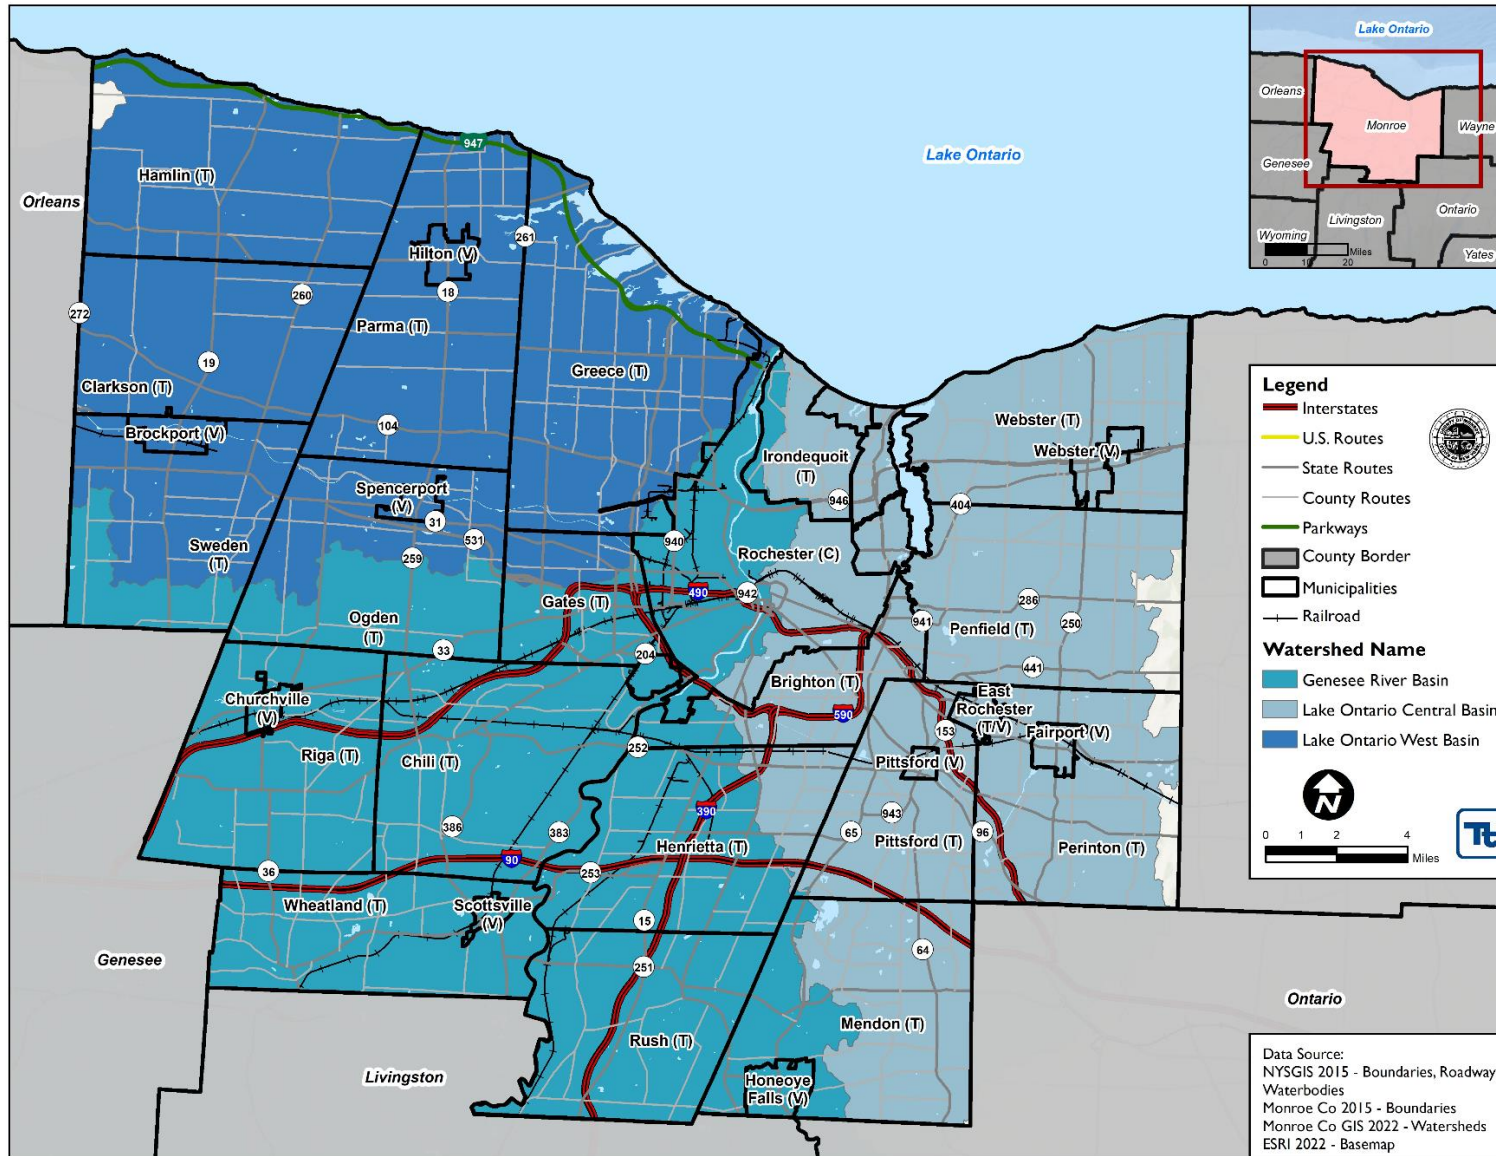 Lake Ontario
Orleans
Monroe
Wayne
Genesee
Livingston
Ontario
Wyoming
Yates
Miles
0 10 20
Lake Ontario
947
Hamlin (T)
Orleans
Hilton (V)
261
18
260
272
Parma (T)
19
Greece (T)
Clarkson (T)
104
Brockport (V)
Webster (T)
Webster (V)
Irondequoit
(T)
946
404
Spencerport
(V)
31
531
259
Sweden
(T)
940
Rochester (C)
490
942
Gates (T)
286
250
941
Penfield (T)
Ogden
(T)
33
204
441
Brighton (T)
590
East
Rochester
(T/V)
Churchville
(V)
Riga (T)
Chili (T)
252
153
Fairport (V)
Pittsford (V)
390
943
386
383
65
96
Henrietta (T)
Pittsford (T)
Perinton (T)
90
253
36
Wheatland (T)
Scottsville
(V)
15
64
251
Genesee
Ontario
Mendon (T)
Rush (T)
Livingston
Honeoye
Falls (V)
Legend
Interstates
U.S. Routes
State Routes
County Routes
Parkways
County Border
Municipalities
Railroad
Watershed Name
Genesee River Basin
Lake Ontario Central Basin
Lake Ontario West Basin
N
0 1 2 4
Miles
Tt
Data Source:
NYSGIS 2015 - Boundaries, Roadway
Waterbodies
Monroe Co 2015 - Boundaries
Monroe Co GIS 2022 - Watersheds
ESRI 2022 - Basemap